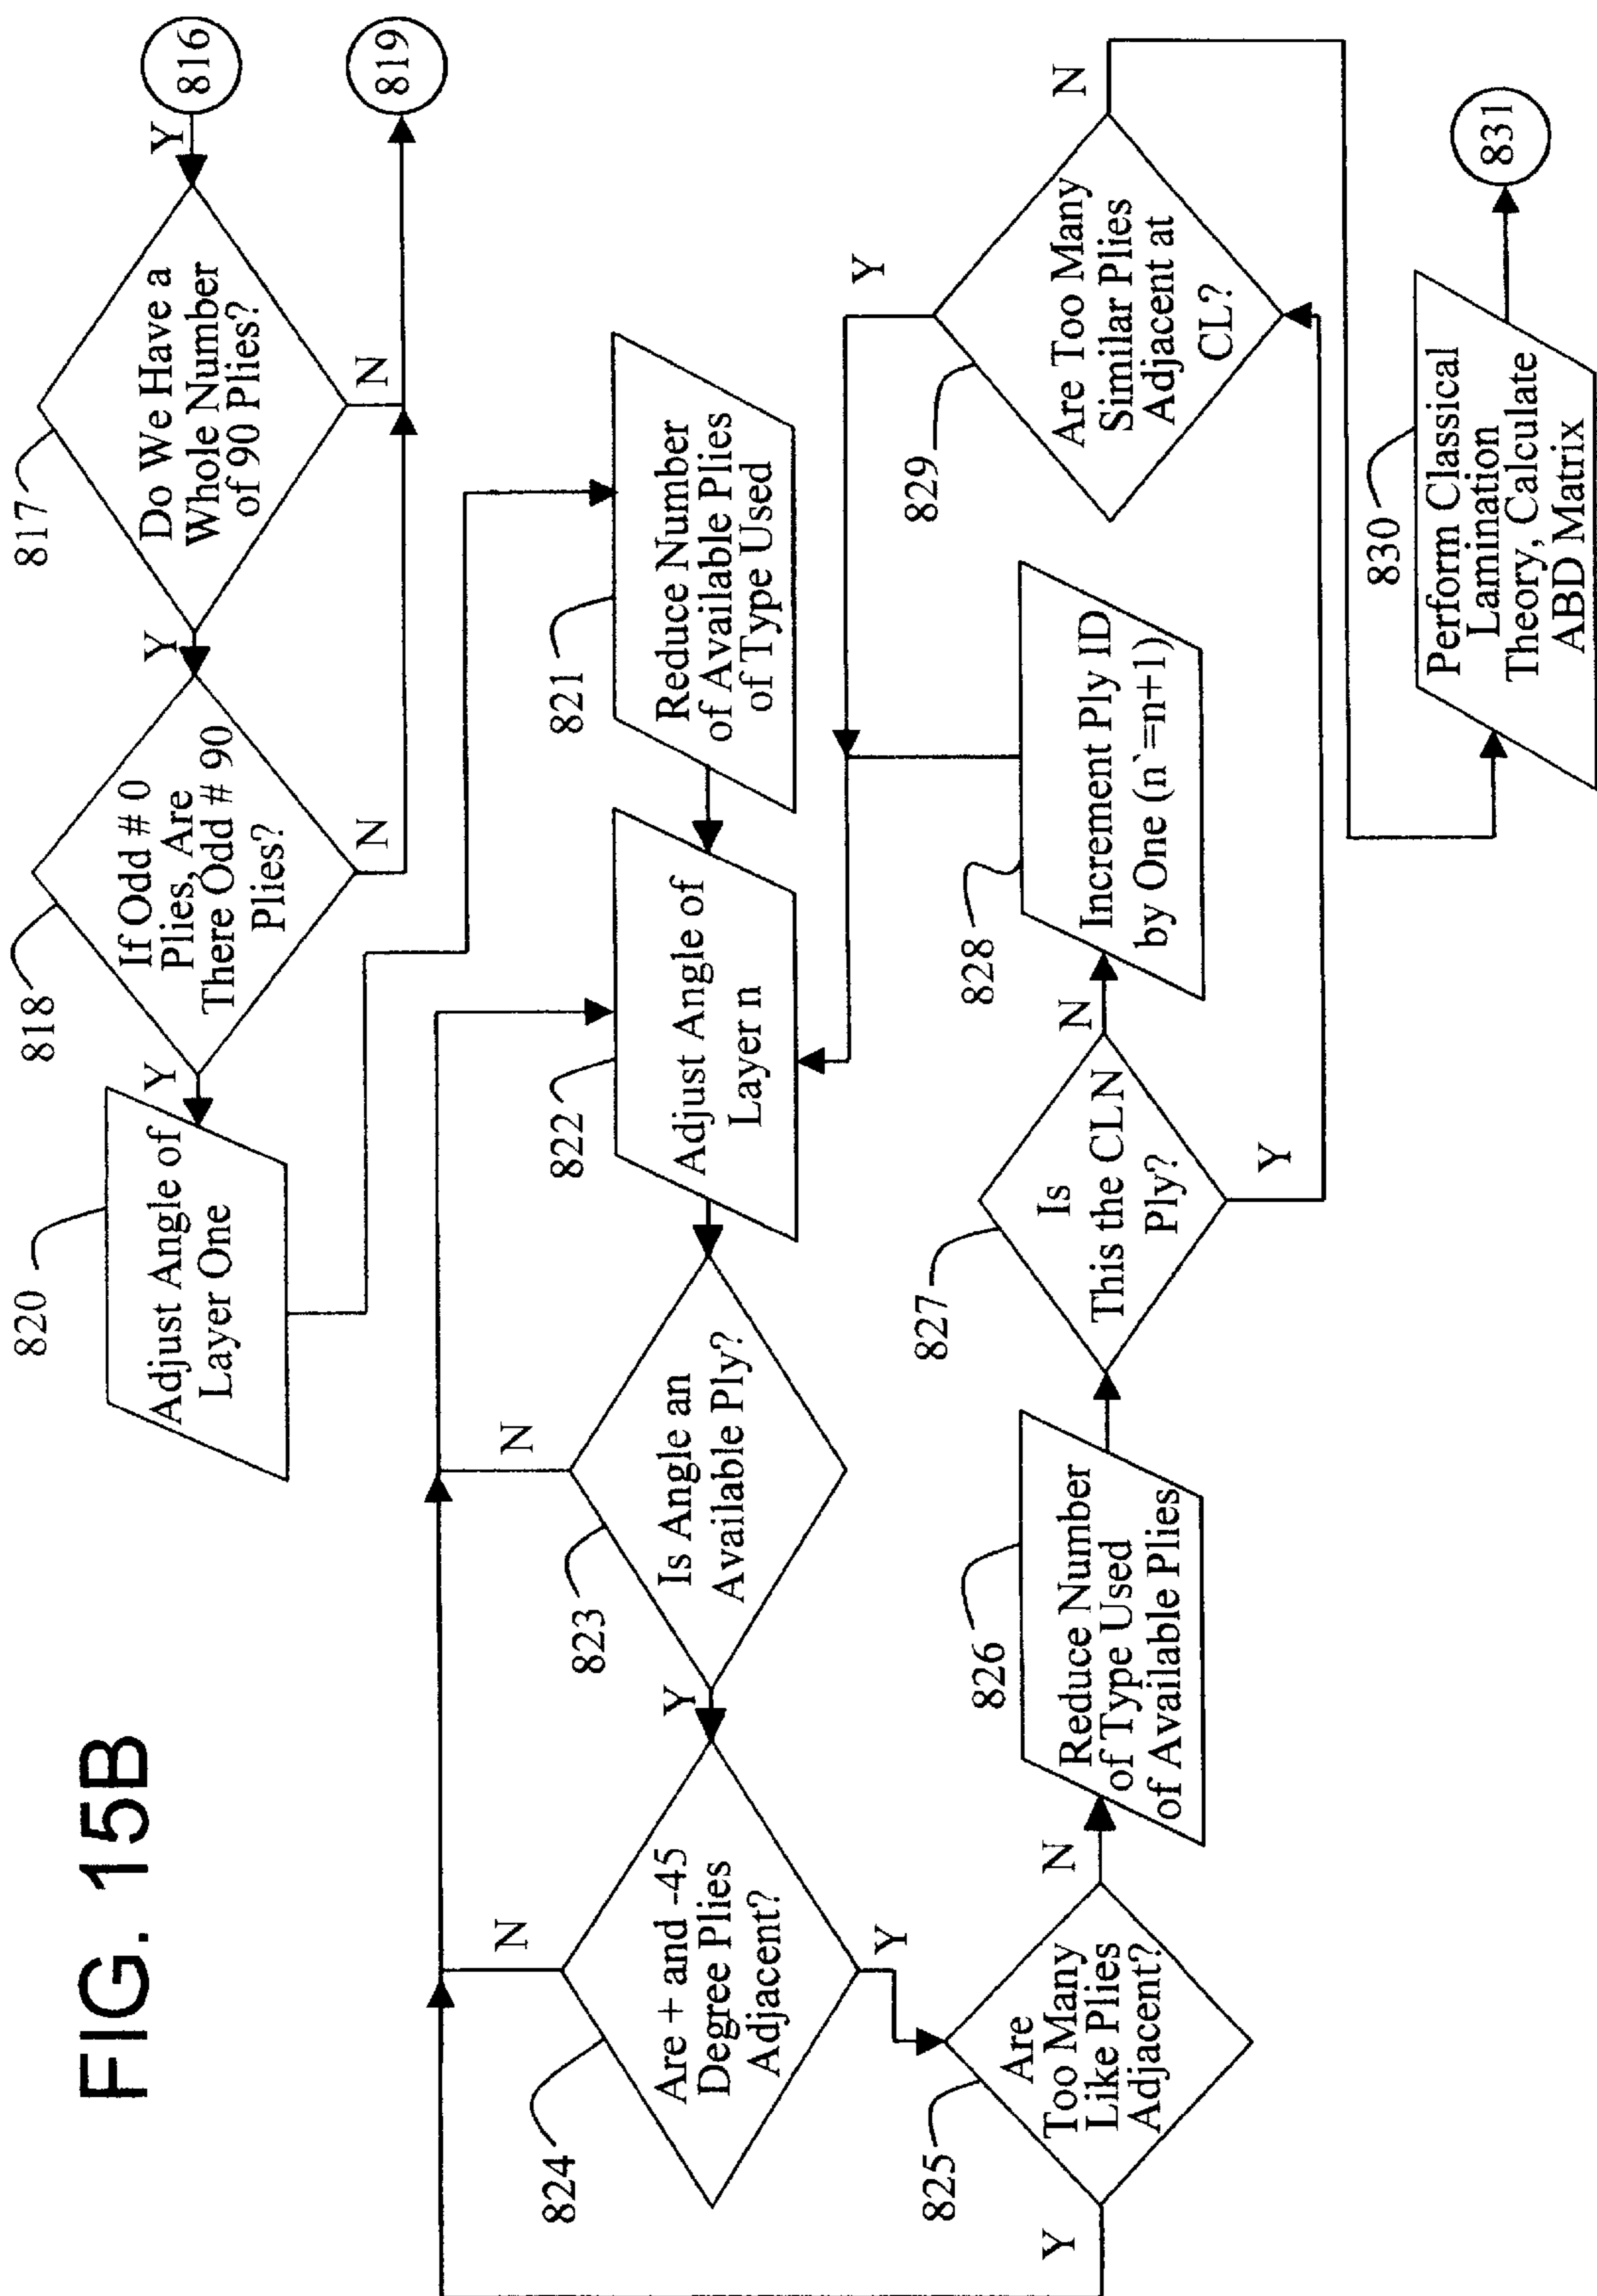 FIG. 15B
816
Y
817
Do We Have a
Whole Number
of 90 Plies?
N
819
Y
818
If Odd # 0
Plies, Are
There Odd # 90
Plies?
N
Y
820
Adjust Angle of
Layer One
821
Reduce Number
of Available Plies
of Type Used
822
Adjust Angle of
Layer n
823
Is Angle an
Available Ply?
N
Y
824
Are + and -45
Degree Plies
Adjacent?
N
Y
825
Are
Too Many
Like Plies
Adjacent?
Y
N
826
Reduce Number
of Type Used
of Available Plies
827
Is
This the CLN
Ply?
Y
N
828
Increment Ply ID
by One (n`=n+1)
829
Are Too Many
Similar Plies
Adjacent at
CL?
Y
N
830
Perform Classical
Lamination
Theory, Calculate
ABD Matrix
831